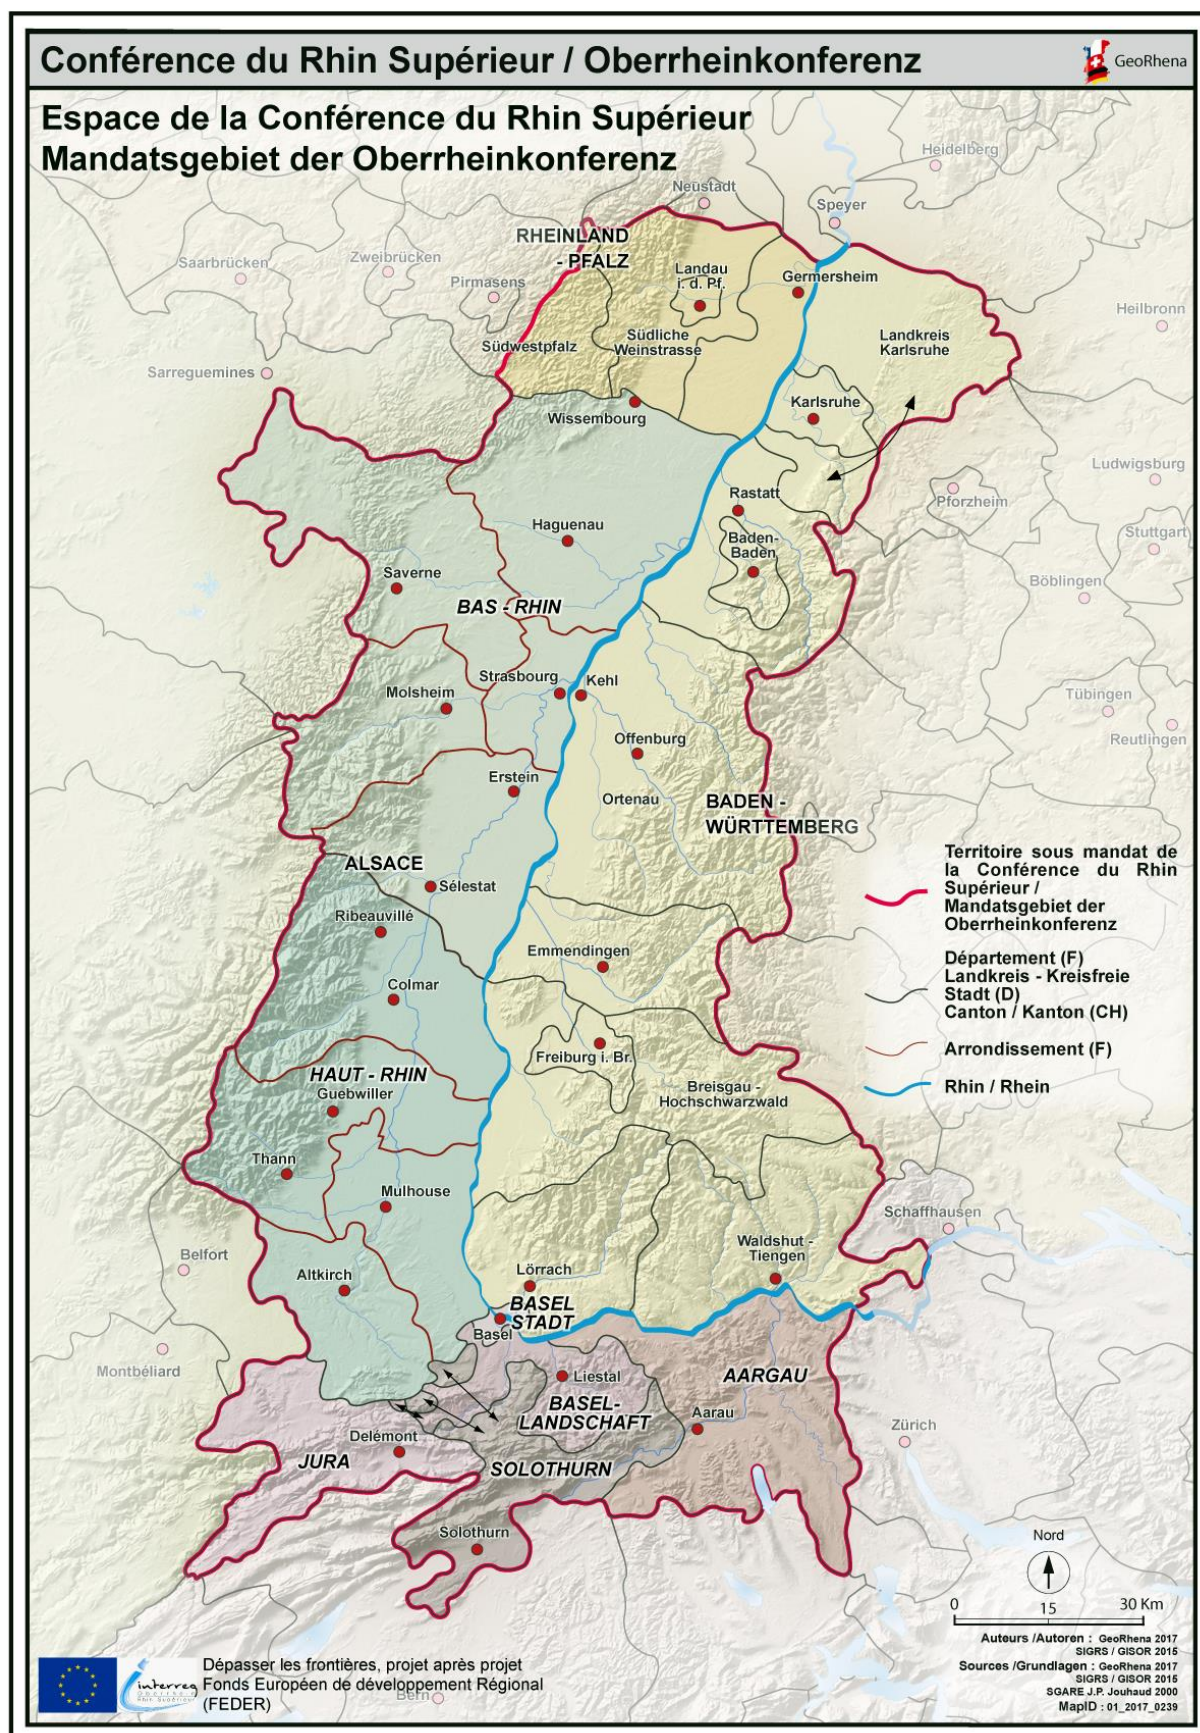 Conférence du Rhin Supérieur / Oberrheinkonferenz
GeoRhena
Espace de la Conférence du Rhin Supérieur
Mandatsgebiet der Oberrheinkonferenz
Heidelberg
Neustadt
Speyer
RHEINLAND
- PFALZ
Saarbrücken
Zweibrücken
Pirmasens
Landau
i. d. Pf.
Germersheim
Heilbronn
Südwestpfalz
Südliche
Weinstrasse
Landkreis
Karlsruhe
Sarreguemines
Wissembourg
Karlsruhe
Ludwigsburg
Rastatt
Pforzheim
Haguenau
Baden-
Baden
Stuttgart
Saverne
Böblingen
BAS - RHIN
Strasbourg
Kehl
Molsheim
Tübingen
Offenburg
Reutlingen
Erstein
Ortenau
BADEN -
WÜRTTEMBERG
ALSACE
Sélestat
Territoire sous mandat de
la Conférence du Rhin
Supérieur /
Mandatsgebiet der
Oberrheinkonferenz
Ribeauvillé
Emmendingen
Département (F)
Landkreis - Kreisfreie
Stadt (D)
Canton / Kanton (CH)
Colmar
Arrondissement (F)
Freiburg i. Br.
HAUT - RHIN
Guebwiller
Breisgau -
Hochschwarzwald
Rhin / Rhein
Thann
Mulhouse
Schaffhausen
Belfort
Waldshut -
Tiengen
Altkirch
Lörrach
BASEL
STADT
Basel
Montbéliard
Liestal
AARGAU
BASEL-
LANDSCHAFT
Aarau
Zürich
Delémont
JURA
SOLOTHURN
Solothurn
Nord
0 15 30 Km
Auteurs /Autoren : GeoRhena 2017
SIGRS / GISOR 2015
Sources /Grundlagen : GeoRhena 2017
SIGRS / GISOR 2015
SGARE J.P. Jouhaud 2000
MapID : 01_2017_0239
interreg
Dépasser les frontières, projet après projet
Fonds Européen de développement Régional
(FEDER)
Bern